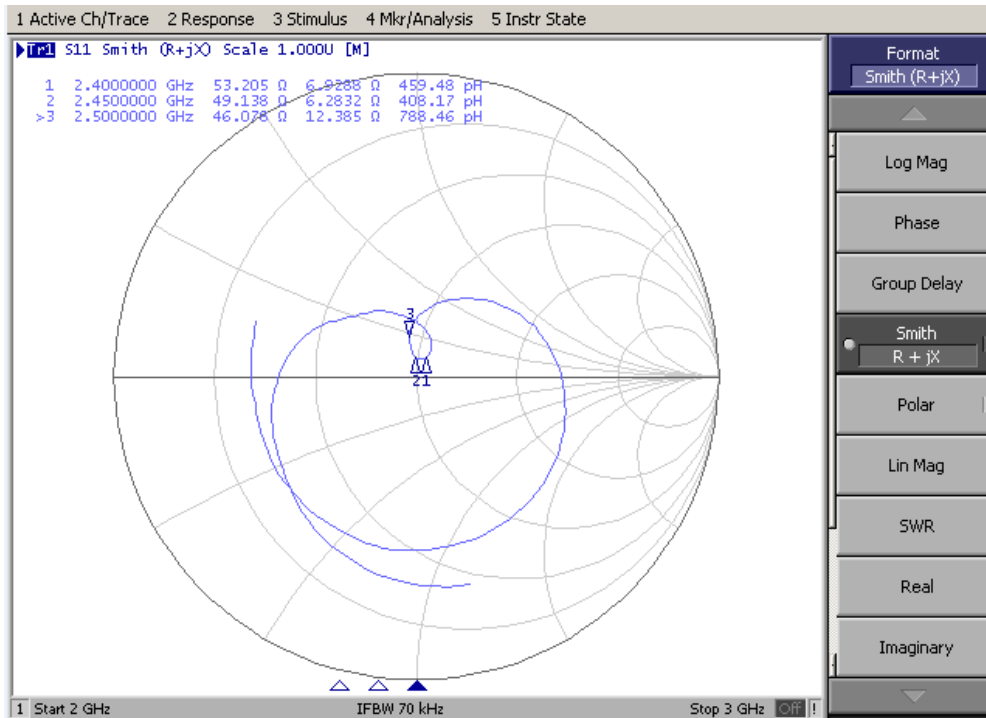 1 Active Ch/Trace 2 Response 3 Stimulus 4 Mkr/Analysis 5 Instr State
Tr1 S11 Smith (R+jX) Scale 1.000U [M]
1 2.4000000 GHz 53.205 Ω 6.9288 Ω 459.48 pH
2 2.4500000 GHz 49.138 Ω 6.2832 Ω 408.17 pH
>3 2.5000000 GHz 46.078 Ω 12.385 Ω 788.46 pH
3
21
Format
Smith (R+jX)
Log Mag
Phase
Group Delay
Smith
R + jX
Polar
Lin Mag
SWR
Real
Imaginary
1 Start 2 GHz IFBW 70 kHz Stop 3 GHz Off !